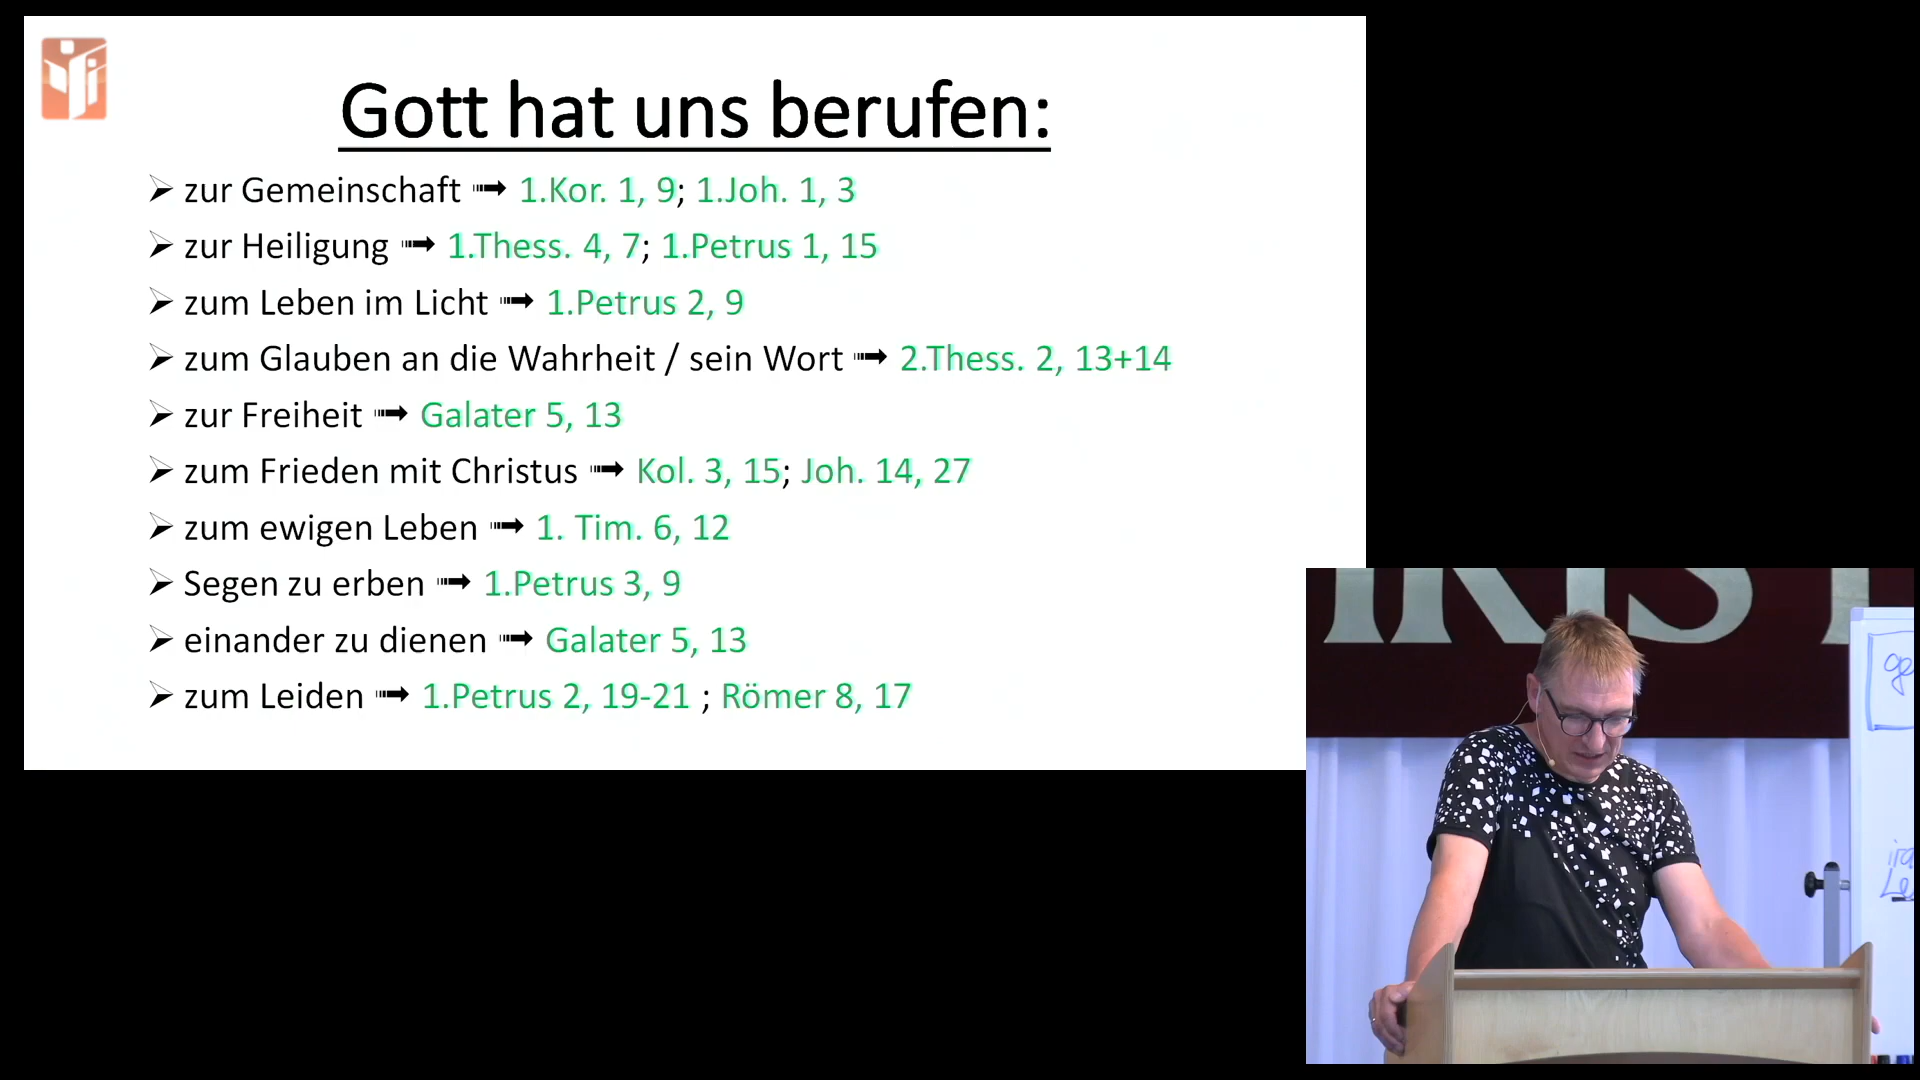 Gott hat uns berufen:
➢ zur Gemeinschaft ➟ 1.Kor. 1, 9; 1.Joh. 1, 3
➢ zur Heiligung ➟ 1.Thess. 4, 7; 1.Petrus 1, 15
➢ zum Leben im Licht ➟ 1.Petrus 2, 9
➢ zum Glauben an die Wahrheit / sein Wort ➟ 2.Thess. 2, 13+14
➢ zur Freiheit ➟ Galater 5, 13
➢ zum Frieden mit Christus ➟ Kol. 3, 15; Joh. 14, 27
➢ zum ewigen Leben ➟ 1. Tim. 6, 12
➢ Segen zu erben ➟ 1.Petrus 3, 9
➢ einander zu dienen ➟ Galater 5, 13
➢ zum Leiden ➟ 1.Petrus 2, 19-21 ; Römer 8, 17